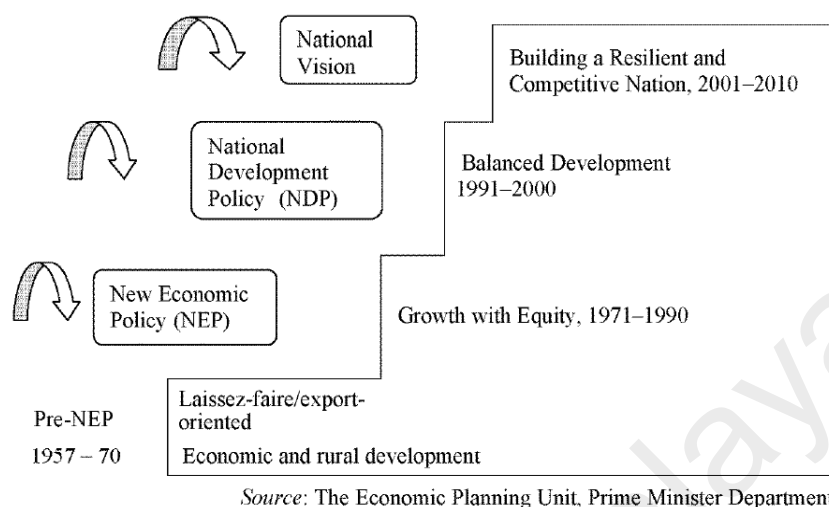 National
Vision
Building a Resilient and
Competitive Nation, 2001–2010
National
Development
Policy (NDP)
Balanced Development
1991–2000
New Economic
Policy (NEP)
Growth with Equity, 1971–1990
Pre-NEP
1957 – 70
Laissez-faire/export-
oriented
Economic and rural development
Source: The Economic Planning Unit, Prime Minister Department
laya